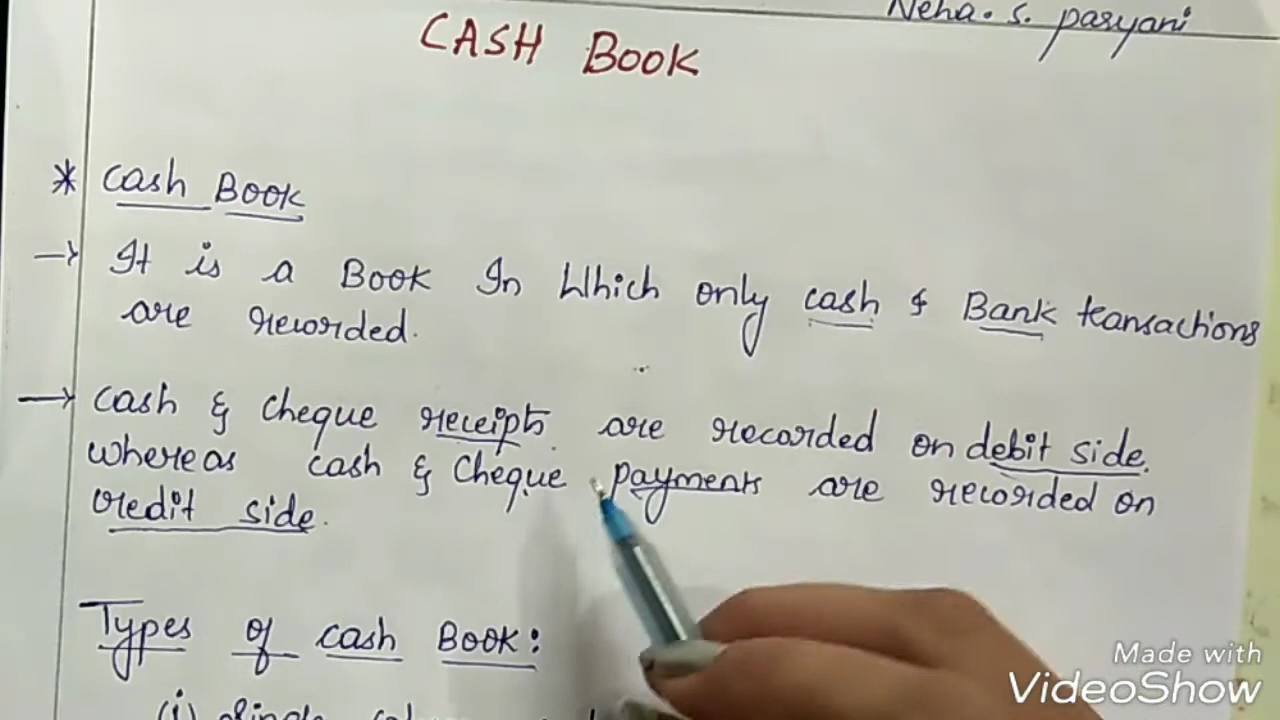 Neha. S. Paryani
CASH BOOK
* Cash Book
→ It is a Book In Which only cash & Bank transactions
are recorded.
→ Cash & Cheque receipts are recorded on debit side.
whereas cash & Cheque payments are recorded on
credit side.
Types of cash Book:
(i) Single
Made with
VideoShow